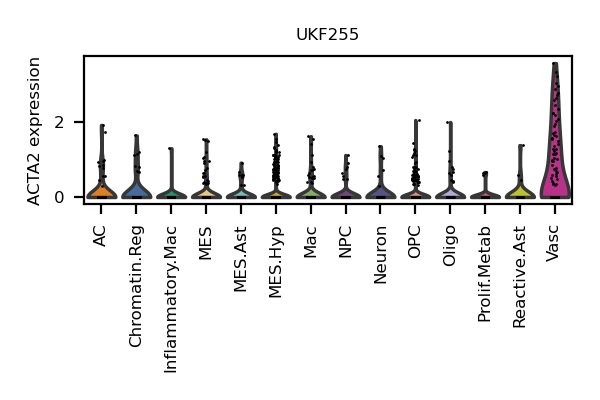 UKF255
ACTA2 expression
2
0
AC
Chromatin.Reg
Inflammatory.Mac
MES
MES.Ast
MES.Hyp
Mac
NPC
Neuron
OPC
Oligo
Prolif.Metab
Reactive.Ast
Vasc